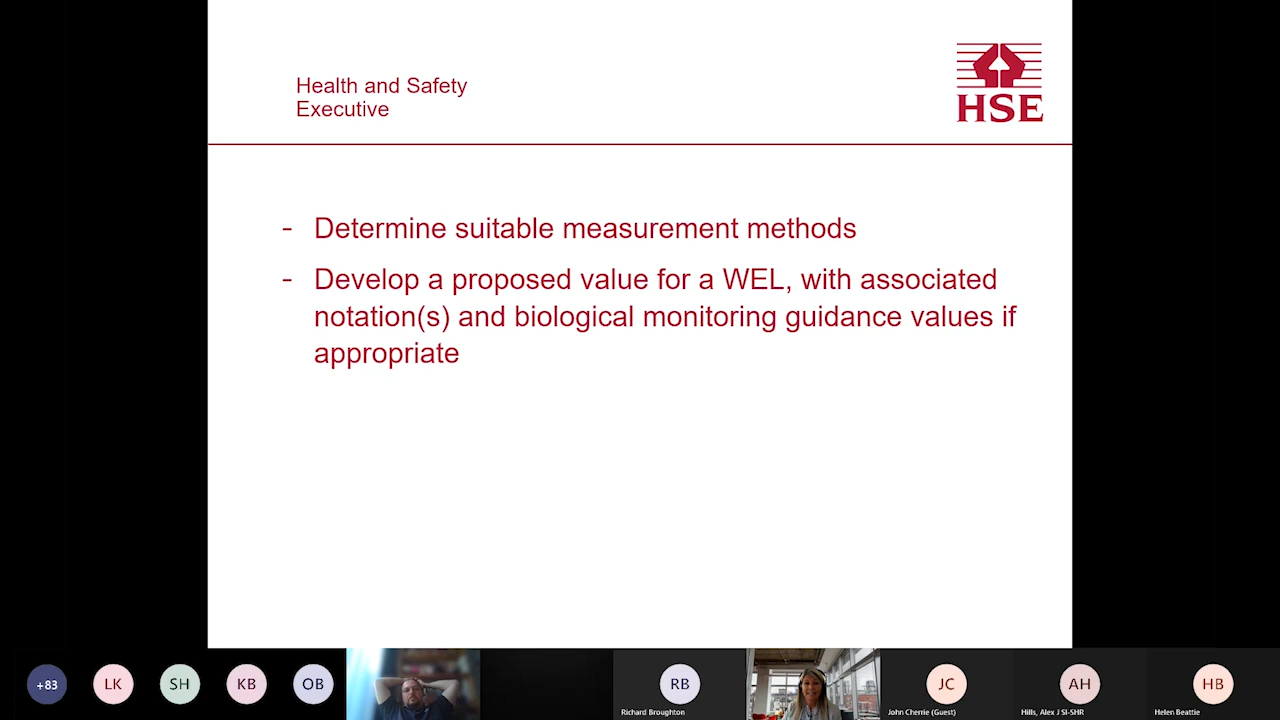 Health and Safety
Executive
HSE
- Determine suitable measurement methods
- Develop a proposed value for a WEL, with associated
notation(s) and biological monitoring guidance values if
appropriate
+83
LK
SH
KB
OB
RB
Richard Broughton
JC
John Cherrie (Guest)
AH
Hills, Alex J SI-SHR
HB
Helen Beattie